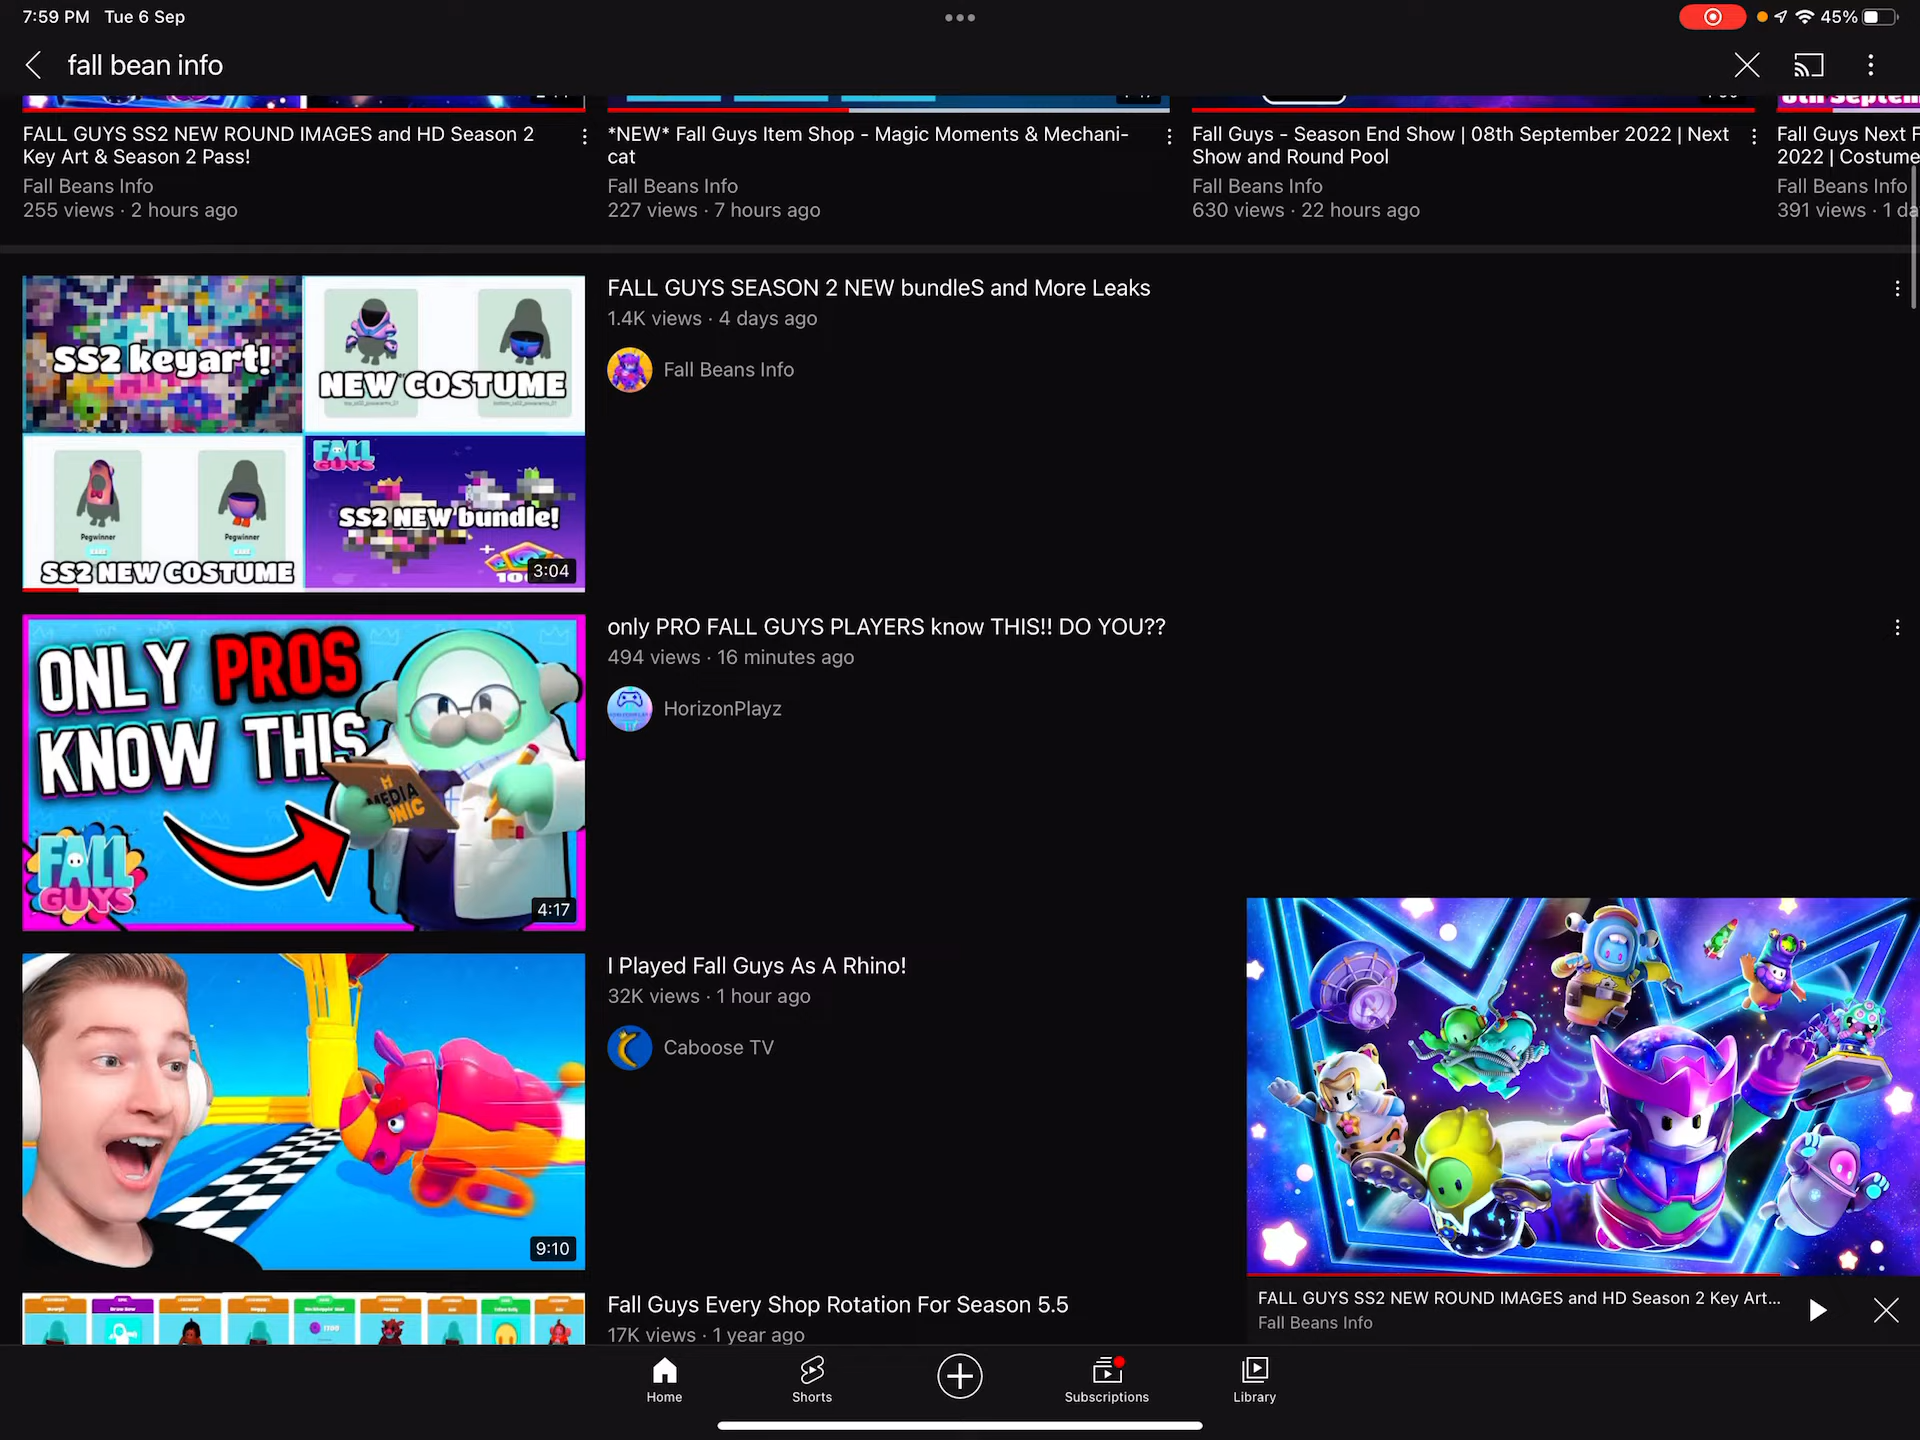 7:59 PM Tue 6 Sep
45%
fall bean info
FALL GUYS SS2 NEW ROUND IMAGES and HD Season 2
Key Art & Season 2 Pass!
Fall Beans Info
255 views · 2 hours ago
*NEW* Fall Guys Item Shop - Magic Moments & Mechani-
cat
Fall Beans Info
227 views · 7 hours ago
Fall Guys - Season End Show | 08th September 2022 | Next
Show and Round Pool
Fall Beans Info
630 views · 22 hours ago
Fall Guys Next F
2022 | Costume
Fall Beans Info
391 views · 1 da
SS2 keyart!
NEW COSTUME
FALL GUYS
Pegwinner
Pegwinner
SS2 NEW COSTUME
SS2 NEW bundle!
3:04
FALL GUYS SEASON 2 NEW bundleS and More Leaks
1.4K views · 4 days ago
Fall Beans Info
ONLY PROS
KNOW THIS
MEDIA
ONIC
FALL
GUYS
4:17
only PRO FALL GUYS PLAYERS know THIS!! DO YOU??
494 views · 16 minutes ago
HorizonPlayz
9:10
I Played Fall Guys As A Rhino!
32K views · 1 hour ago
Caboose TV
Fall Guys Every Shop Rotation For Season 5.5
17K views · 1 year ago
FALL GUYS SS2 NEW ROUND IMAGES and HD Season 2 Key Art...
Fall Beans Info
Home
Shorts
Subscriptions
Library